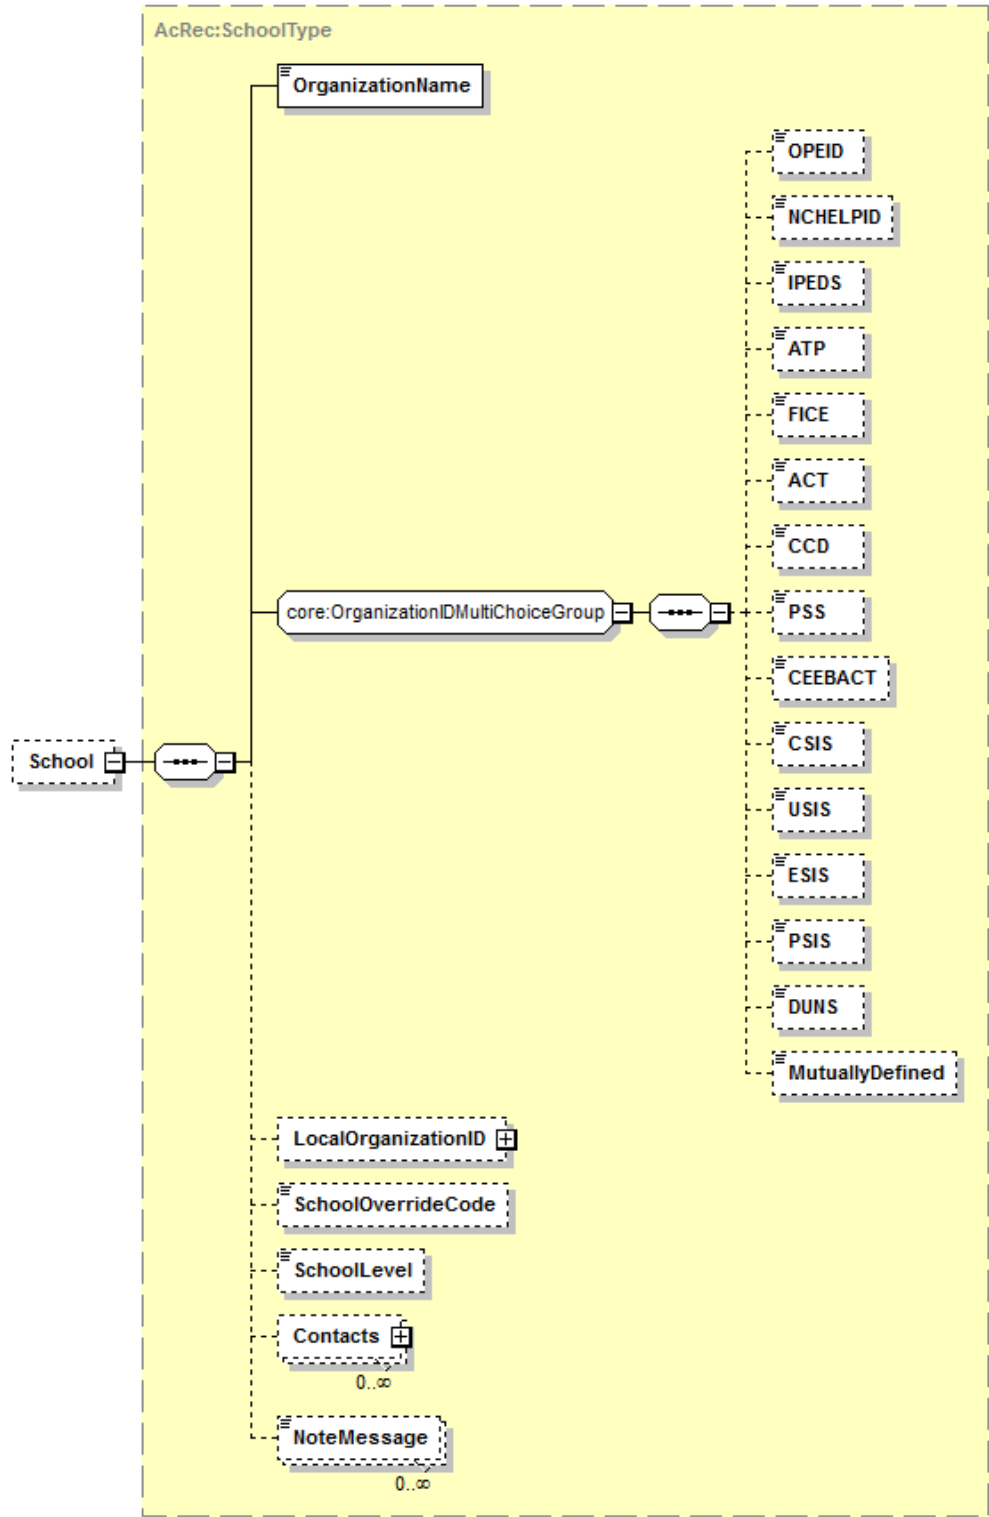 AcRec:SchoolType
OrganizationName
OPEID
NCHELPID
IPEDS
ATP
FICE
ACT
CCD
core:OrganizationIDMultiChoiceGroup
PSS
CEEBACT
CSIS
School
USIS
ESIS
PSIS
DUNS
MutuallyDefined
LocalOrganizationID
SchoolOverrideCode
SchoolLevel
Contacts
0..∞
NoteMessage
0..∞